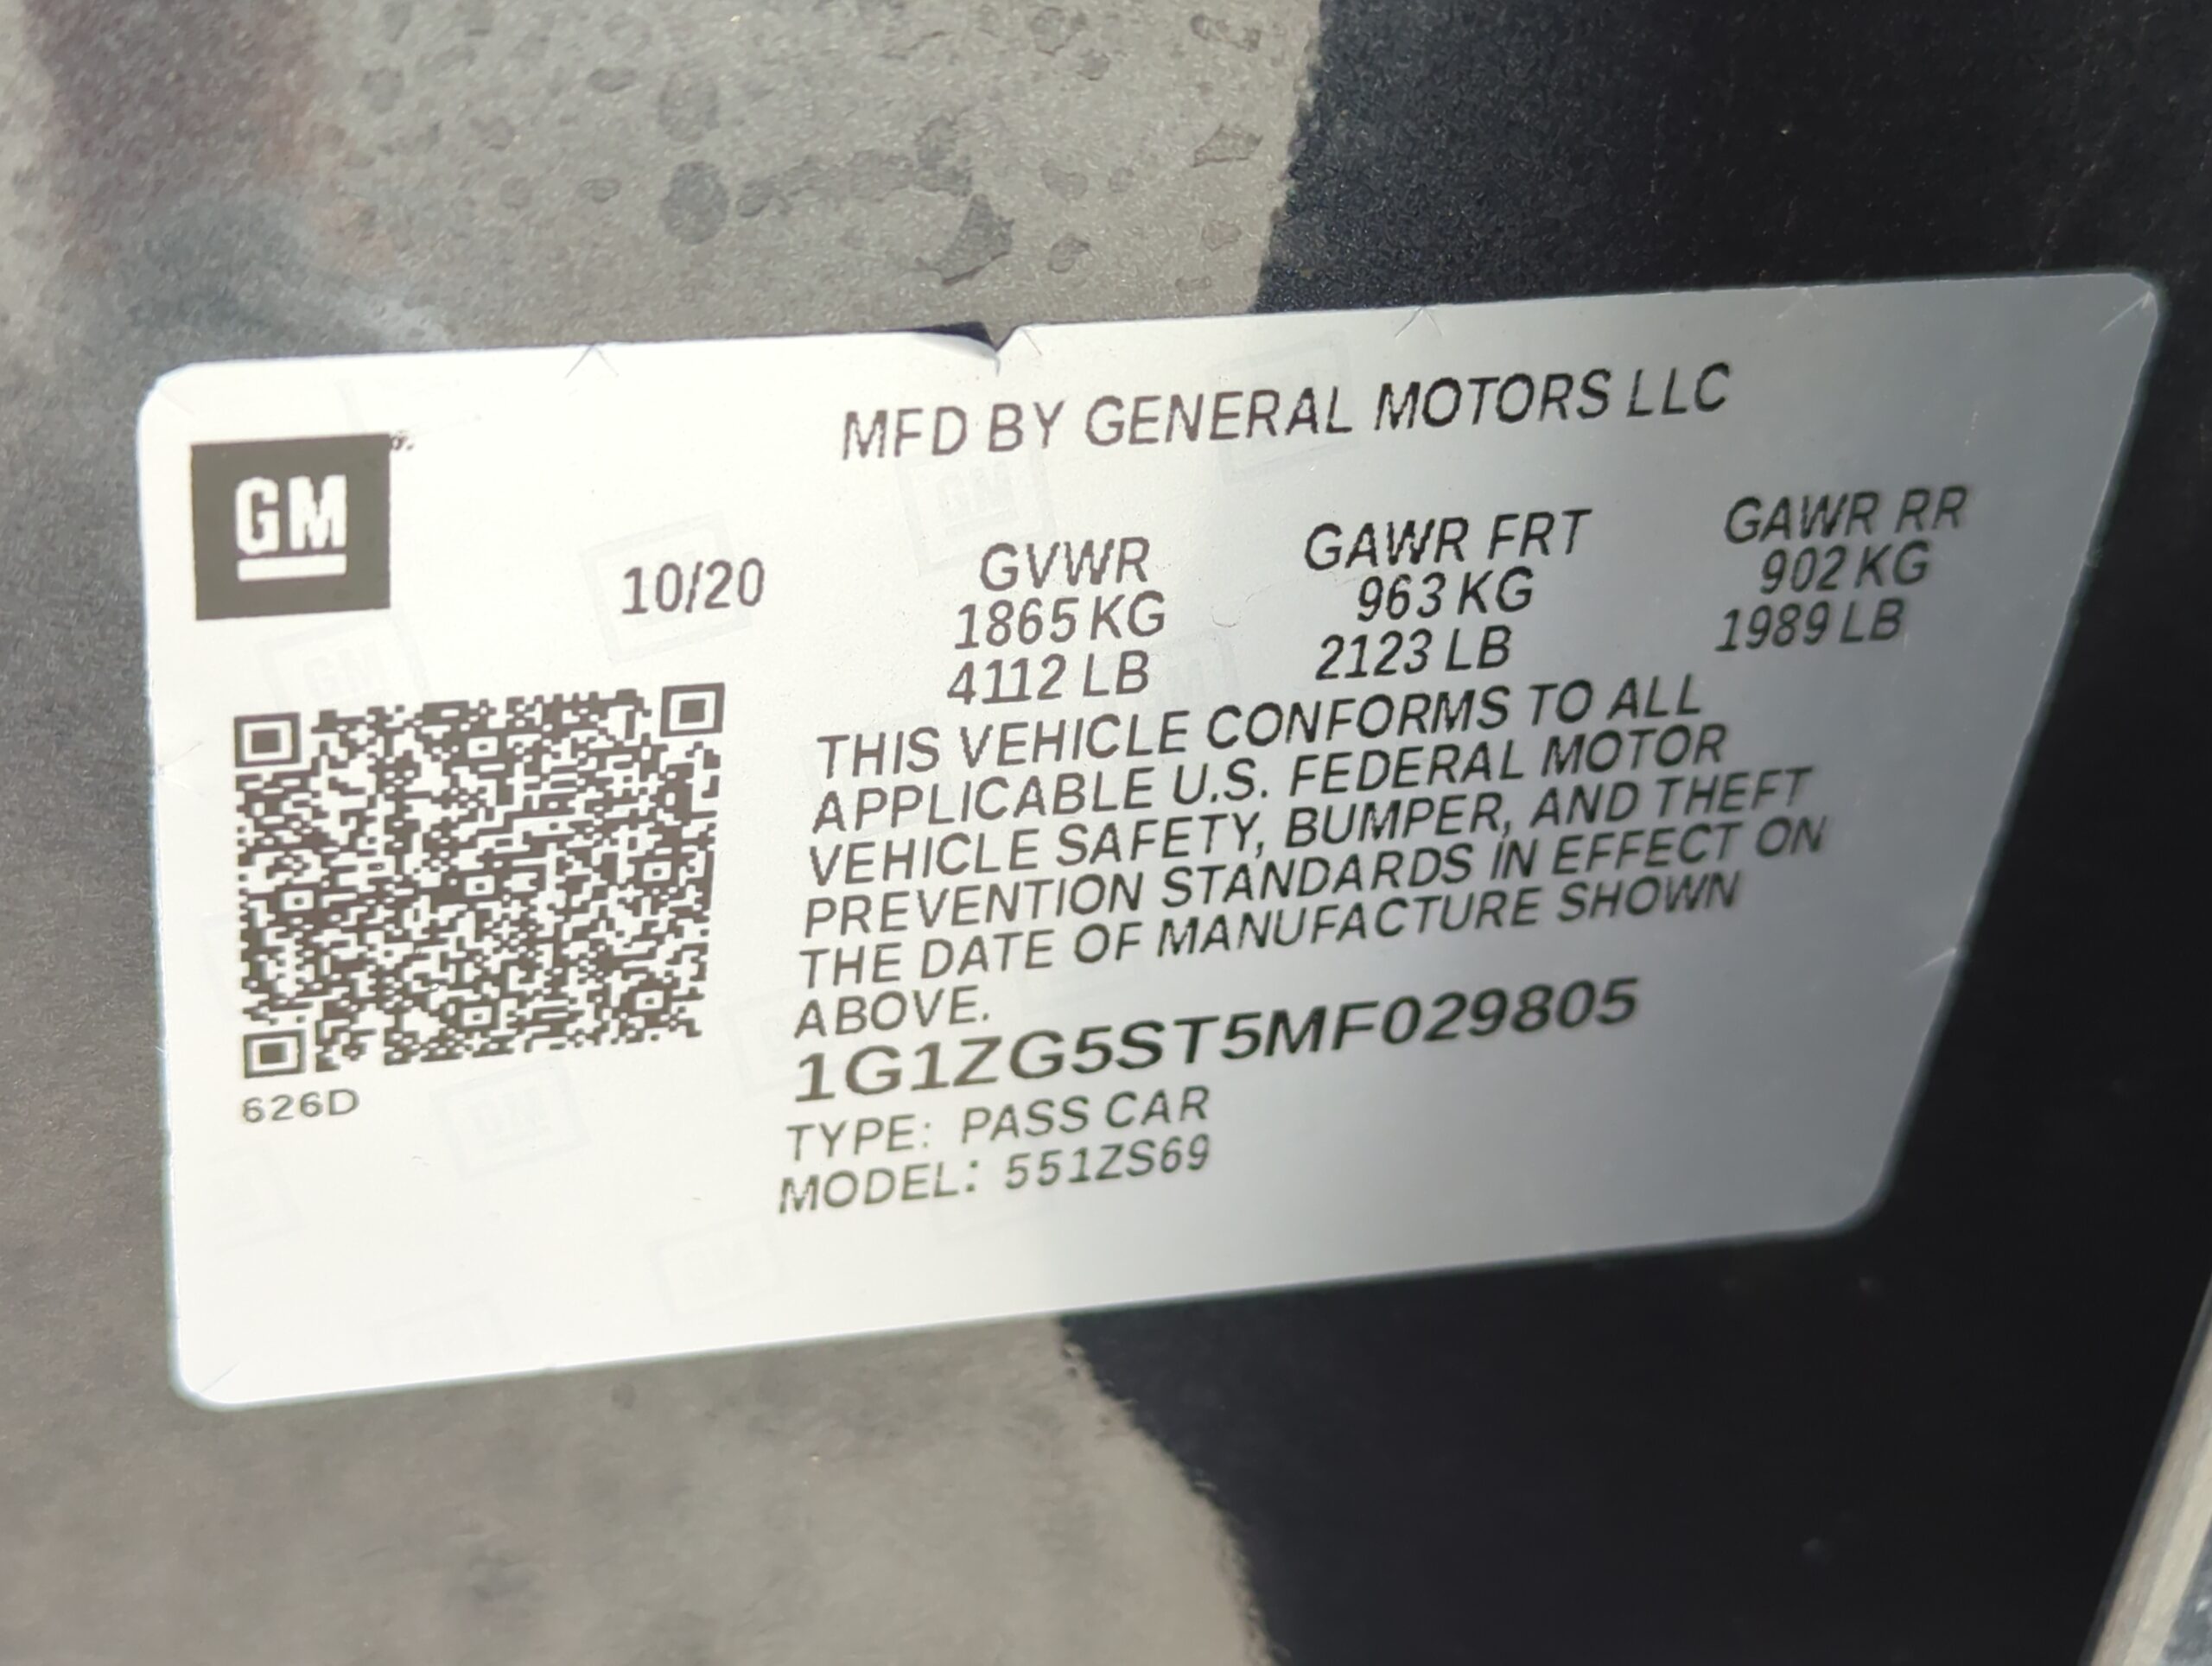 MFD BY GENERAL MOTORS LLC
GM
10/20
GVWR
1865 KG
4112 LB
GAWR FRT
963 KG
2123 LB
GAWR RR
902 KG
1989 LB
THIS VEHICLE CONFORMS TO ALL
APPLICABLE U.S. FEDERAL MOTOR
VEHICLE SAFETY, BUMPER, AND THEFT
PREVENTION STANDARDS IN EFFECT ON
THE DATE OF MANUFACTURE SHOWN
ABOVE.
1G1ZG5ST5MF029805
TYPE: PASS CAR
MODEL: 551ZS69
626D